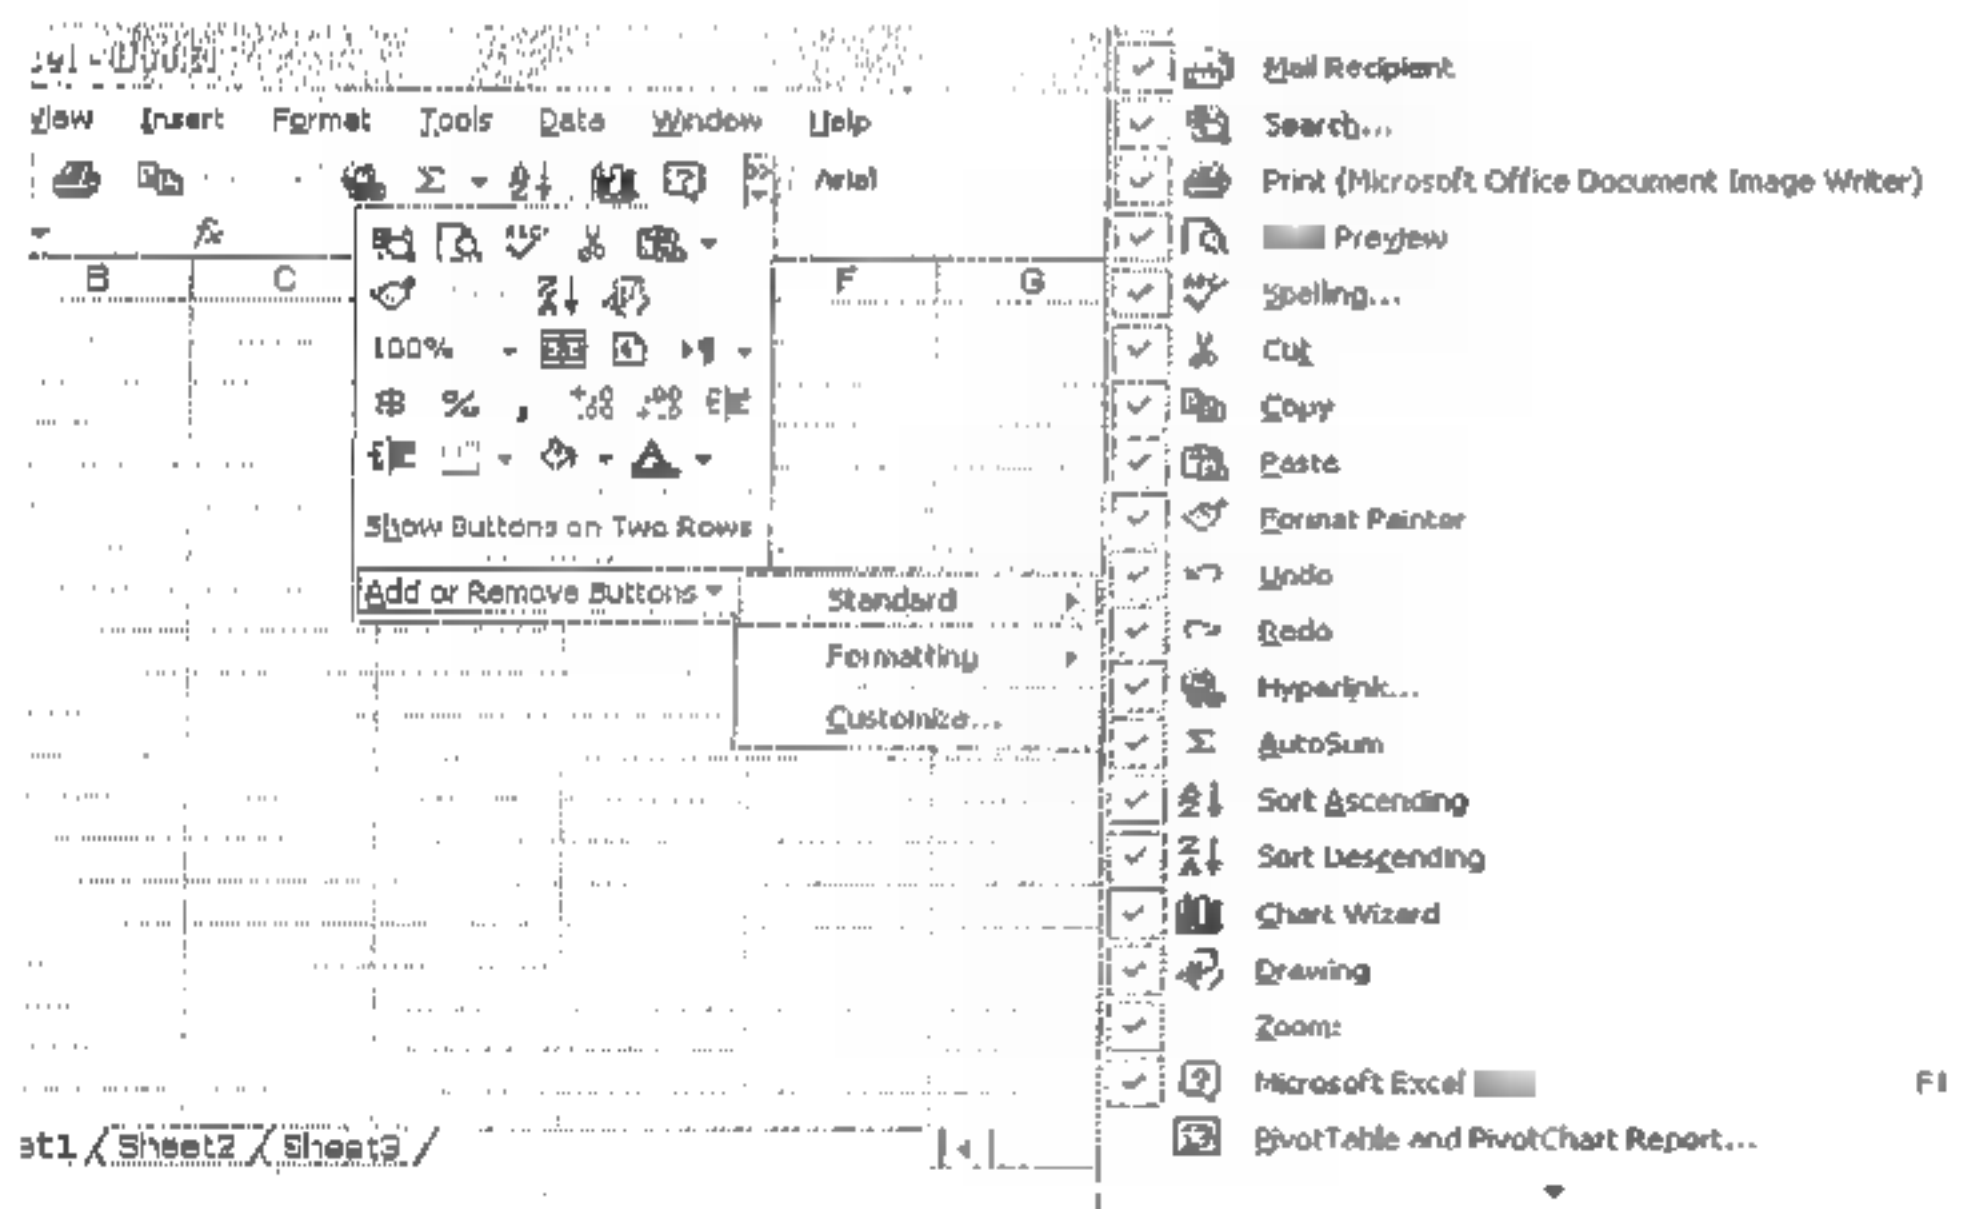 View Insert Format Tools Data Window Help
Σ Arial
fx
B C F G
100%
% ,
Show Buttons on Two Rows
Add or Remove Buttons
Standard
Formatting
Customize...
Mail Recipient
Search...
Print (Microsoft Office Document Image Writer)
Preview
Spelling...
Cut
Copy
Paste
Format Painter
Undo
Redo
Hyperlink...
Σ AutoSum
Sort Ascending
Sort Descending
Chart Wizard
Drawing
Zoom:
Microsoft Excel F1
PivotTable and PivotChart Report...
et1 Sheet2 Sheet3